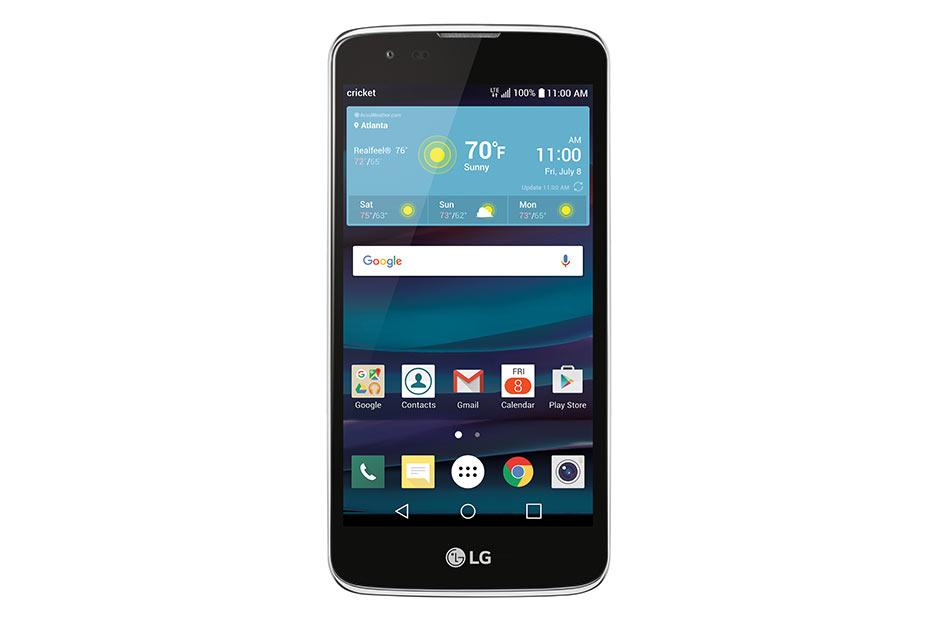 cricket LTE 100% 11:00 AM
AccuWeather.com
Atlanta
Realfeel® 76°
72°/65°
70°F
Sunny
AM
11:00
Fri, July 8
Update 11:00 AM
Sat
75°/63°
Sun
73°/62°
Mon
73°/65°
Google
Google
Contacts
Gmail
FRI
8
Calendar
Play Store
LG